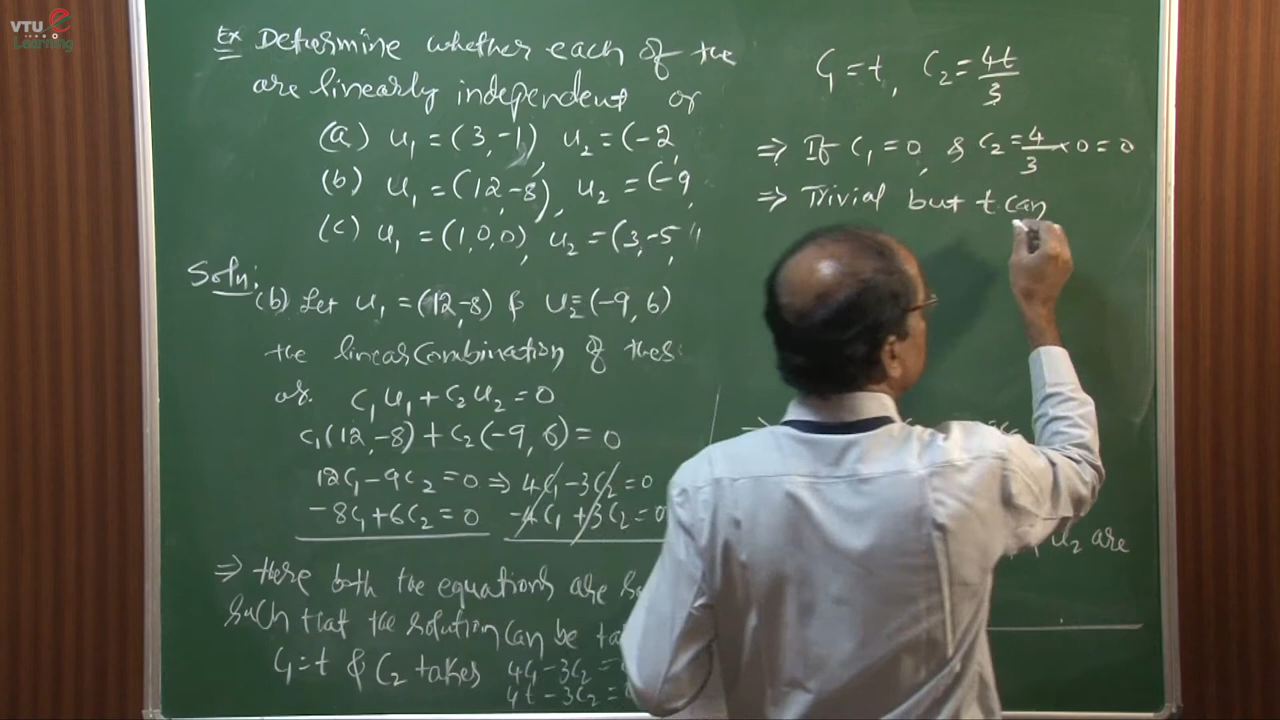 VTU e
Learning
Ex Determine whether each of the
are linearly independent or
(a) u₁ = (3, -1), u₂ = (-2,
(b) u₁ = (12, -8), u₂ = (-9,
(c) u₁ = (1, 0, 0), u₂ = (3, -5,
Soln:
(b) Let u₁ = (12, -8) & u₂ = (-9, 6)
the linear Combination of thes
as. c₁u₁ + c₂u₂ = 0
c₁(12, -8) + c₂(-9, 6) = 0
12c₁ - 9c₂ = 0 ⇒ 4c₁ - 3c₂ = 0
-8c₁ + 6c₂ = 0 -4c₁ + 3c₂ = 0
⇒ Here both the equations are
such that the solution can be ta
c₁ = t & c₂ takes 4c₁ - 3c₂ =
4t - 3c₂ =
c₁ = t, c₂ = 4t/3
⇒ If c₁ = 0, & c₂ = 4/3 × 0 = 0
⇒ Trivial but t can
u₂ are